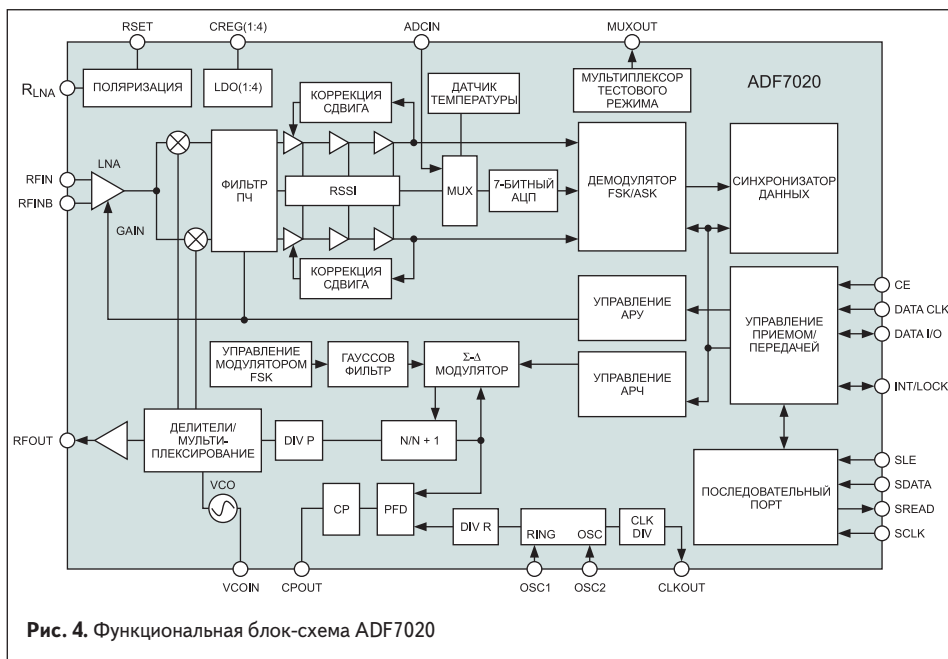 RSET
CREG(1:4)
ADCIN
MUXOUT
RLNA
ПОЛЯРИЗАЦИЯ
LDO(1:4)
КОРРЕКЦИЯ
СДВИГА
ДАТЧИК
ТЕМПЕРАТУРЫ
МУЛЬТИПЛЕКСОР
ТЕСТОВОГО
РЕЖИМА
ADF7020
LNA
RFIN
RFINB
GAIN
ФИЛЬТР
ПЧ
RSSI
MUX
7-БИТНЫЙ
АЦП
ДЕМОДУЛЯТОР
FSK/ASK
СИНХРОНИЗАТОР
ДАННЫХ
КОРРЕКЦИЯ
СДВИГА
УПРАВЛЕНИЕ
АРУ
УПРАВЛЕНИЕ
ПРИЕМОМ/
ПЕРЕДАЧЕЙ
CE
DATA CLK
DATA I/O
INT/LOCK
УПРАВЛЕНИЕ
МОДУЛЯТОРОМ
FSK
ГАУССОВ
ФИЛЬТР
Σ-Δ
МОДУЛЯТОР
УПРАВЛЕНИЕ
АРЧ
RFOUT
ДЕЛИТЕЛИ/
МУЛЬТИ-
ПЛЕКСИРОВАНИЕ
DIV P
N/N + 1
VCO
CP
PFD
DIV R
RING
OSC
CLK
DIV
ПОСЛЕДОВАТЕЛЬНЫЙ
ПОРТ
SLE
SDATA
SREAD
SCLK
VCOIN
CPOUT
OSC1
OSC2
CLKOUT
Рис. 4. Функциональная блок-схема ADF7020